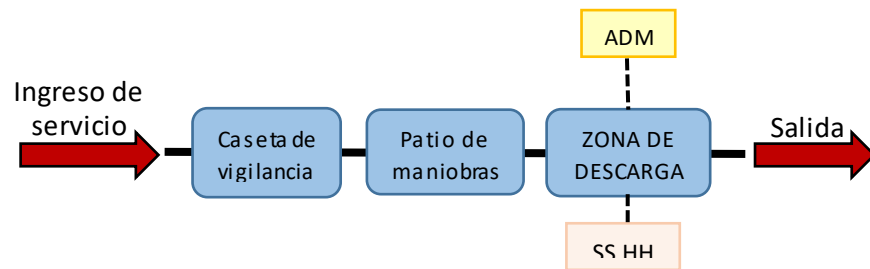 ADM
Ingreso de
servicio
Caseta de
vigilancia
Patio de
maniobras
ZONA DE
DESCARGA
Salida
SS HH